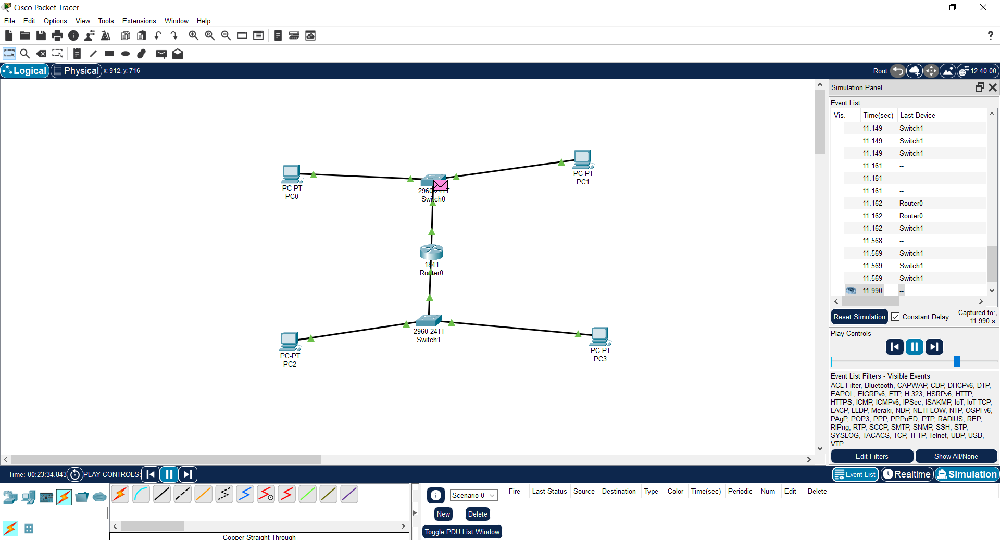 Cisco Packet Tracer
File Edit Options View Tools Extensions Window Help
?
Logical Physical x: 912, y: 716 Root 12:40:00
PC-PT
PC0
2960-24TT
Switch0
PC-PT
PC1
1841
Router0
2960-24TT
Switch1
PC-PT
PC2
PC-PT
PC3
Simulation Panel
Event List
Vis. Time(sec) Last Device
11.149 Switch1
11.149 Switch1
11.149 Switch1
11.161 --
11.161 --
11.161 --
11.162 Router0
11.162 Router0
11.162 Switch1
11.568 --
11.569 Switch1
11.569 Switch1
11.569 Switch1
11.990 --
Reset Simulation Constant Delay Captured to:
11.990 s
Play Controls
Event List Filters - Visible Events
ACL Filter, Bluetooth, CAPWAP, CDP, DHCPv6, DTP,
EAPOL, EIGRPv6, FTP, H.323, HSRPv6, HTTP,
HTTPS, ICMP, ICMPv6, IPSec, ISAKMP, IoT, IoT TCP,
LACP, LLDP, Meraki, NDP, NETFLOW, NTP, OSPFv6,
PAgP, POP3, PPP, PPPoED, PTP, RADIUS, REP,
RIPng, RTP, SCCP, SMTP, SNMP, SSH, STP,
SYSLOG, TACACS, TCP, TFTP, Telnet, UDP, USB,
VTP
Edit Filters Show All/None
Time: 00:23:34.843 PLAY CONTROLS: Event List Realtime Simulation
Scenario 0
New Delete
Toggle PDU List Window
Fire Last Status Source Destination Type Color Time(sec) Periodic Num Edit Delete
Copper Straight-Through